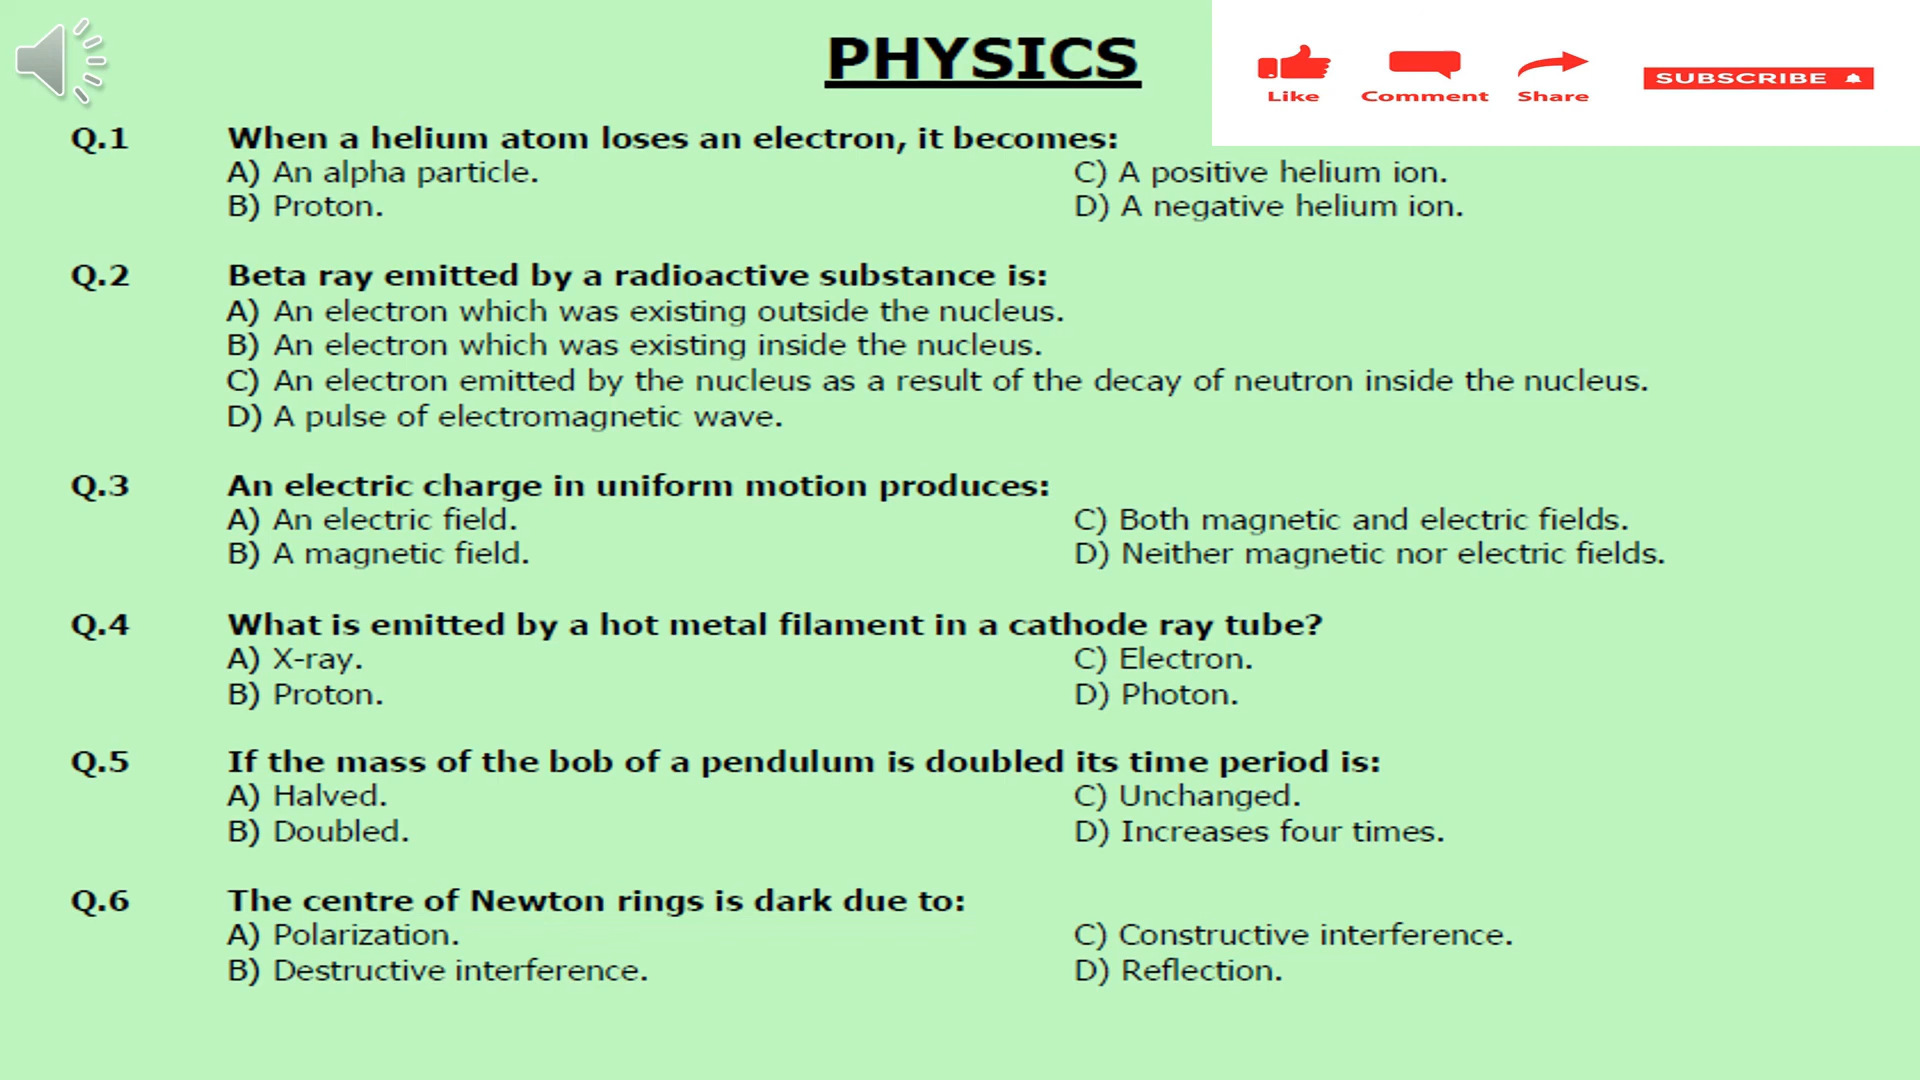 PHYSICS
Like Comment Share SUBSCRIBE
Q.1 When a helium atom loses an electron, it becomes:
A) An alpha particle. C) A positive helium ion.
B) Proton. D) A negative helium ion.
Q.2 Beta ray emitted by a radioactive substance is:
A) An electron which was existing outside the nucleus.
B) An electron which was existing inside the nucleus.
C) An electron emitted by the nucleus as a result of the decay of neutron inside the nucleus.
D) A pulse of electromagnetic wave.
Q.3 An electric charge in uniform motion produces:
A) An electric field. C) Both magnetic and electric fields.
B) A magnetic field. D) Neither magnetic nor electric fields.
Q.4 What is emitted by a hot metal filament in a cathode ray tube?
A) X-ray. C) Electron.
B) Proton. D) Photon.
Q.5 If the mass of the bob of a pendulum is doubled its time period is:
A) Halved. C) Unchanged.
B) Doubled. D) Increases four times.
Q.6 The centre of Newton rings is dark due to:
A) Polarization. C) Constructive interference.
B) Destructive interference. D) Reflection.